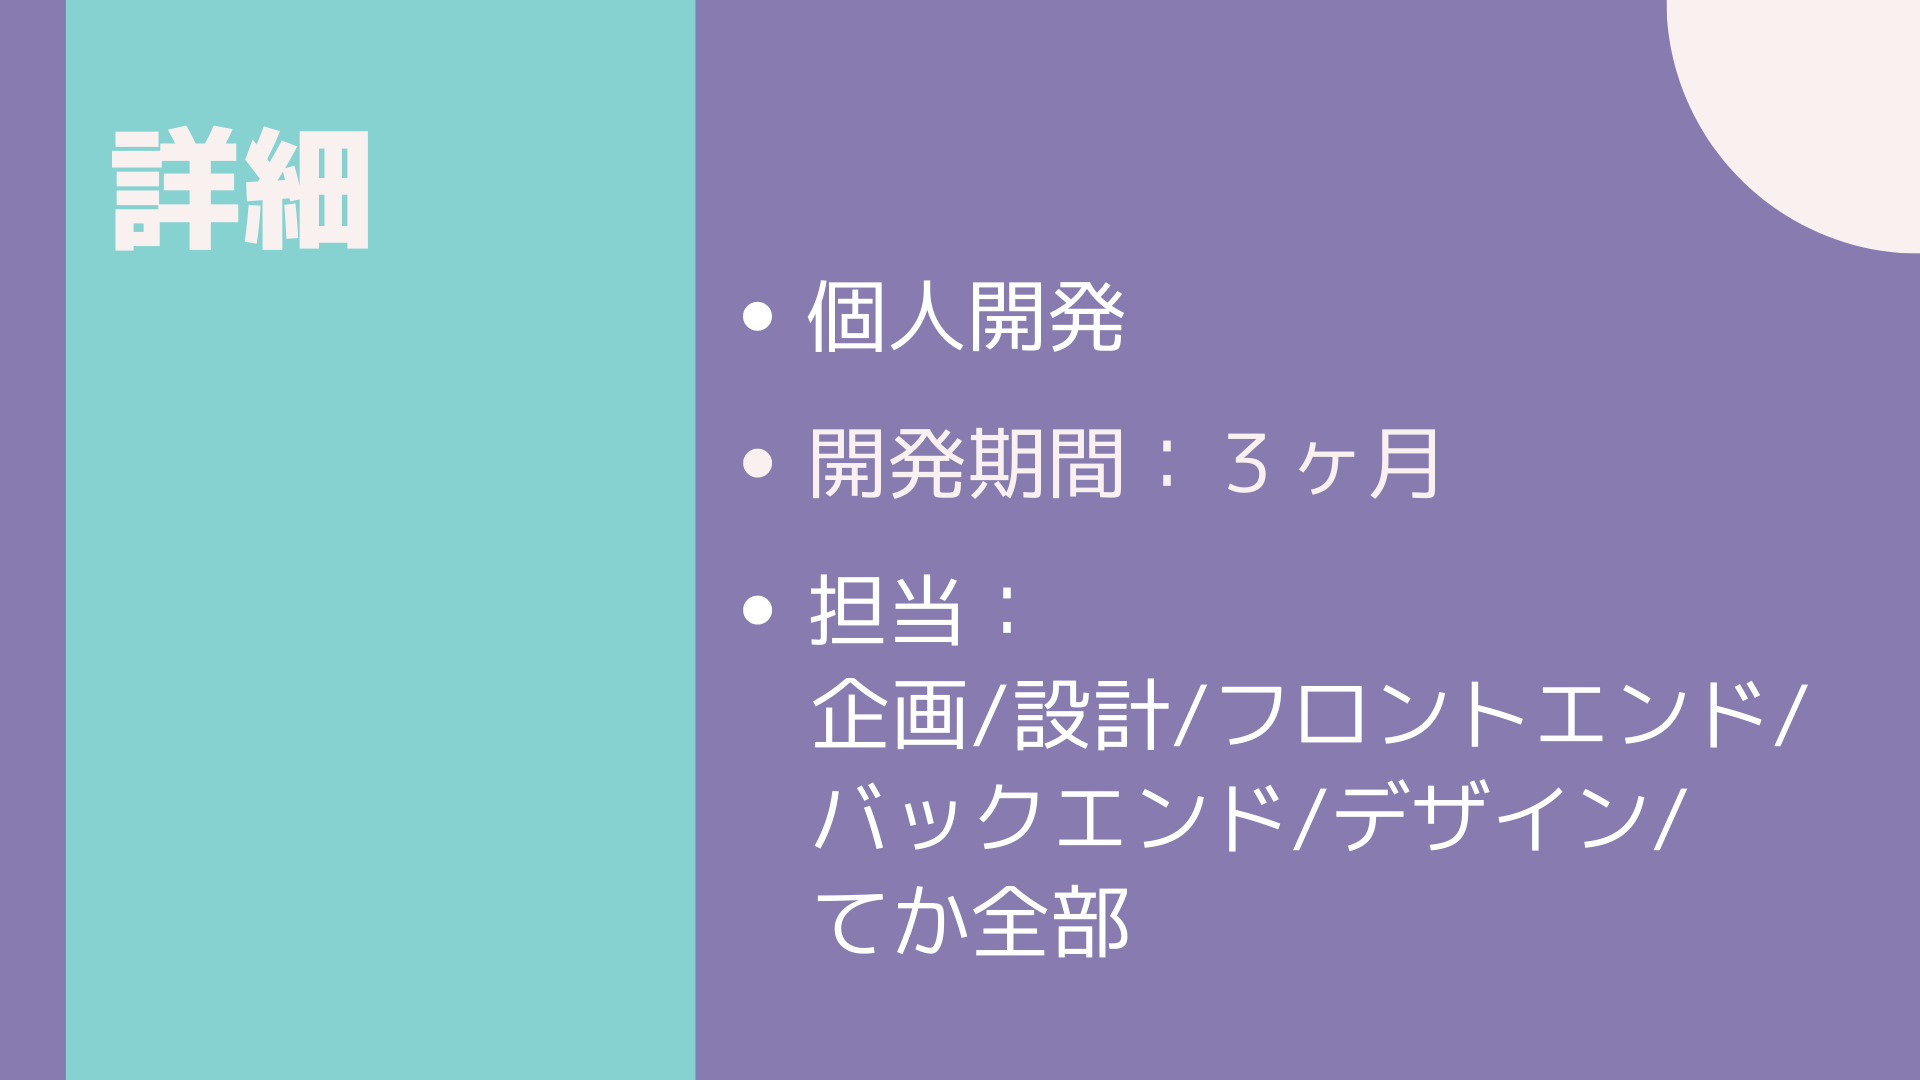 詳細
• 個人開発
• 開発期間：３ヶ月
• 担当：
企画/設計/フロントエンド/
バックエンド/デザイン/
てか全部